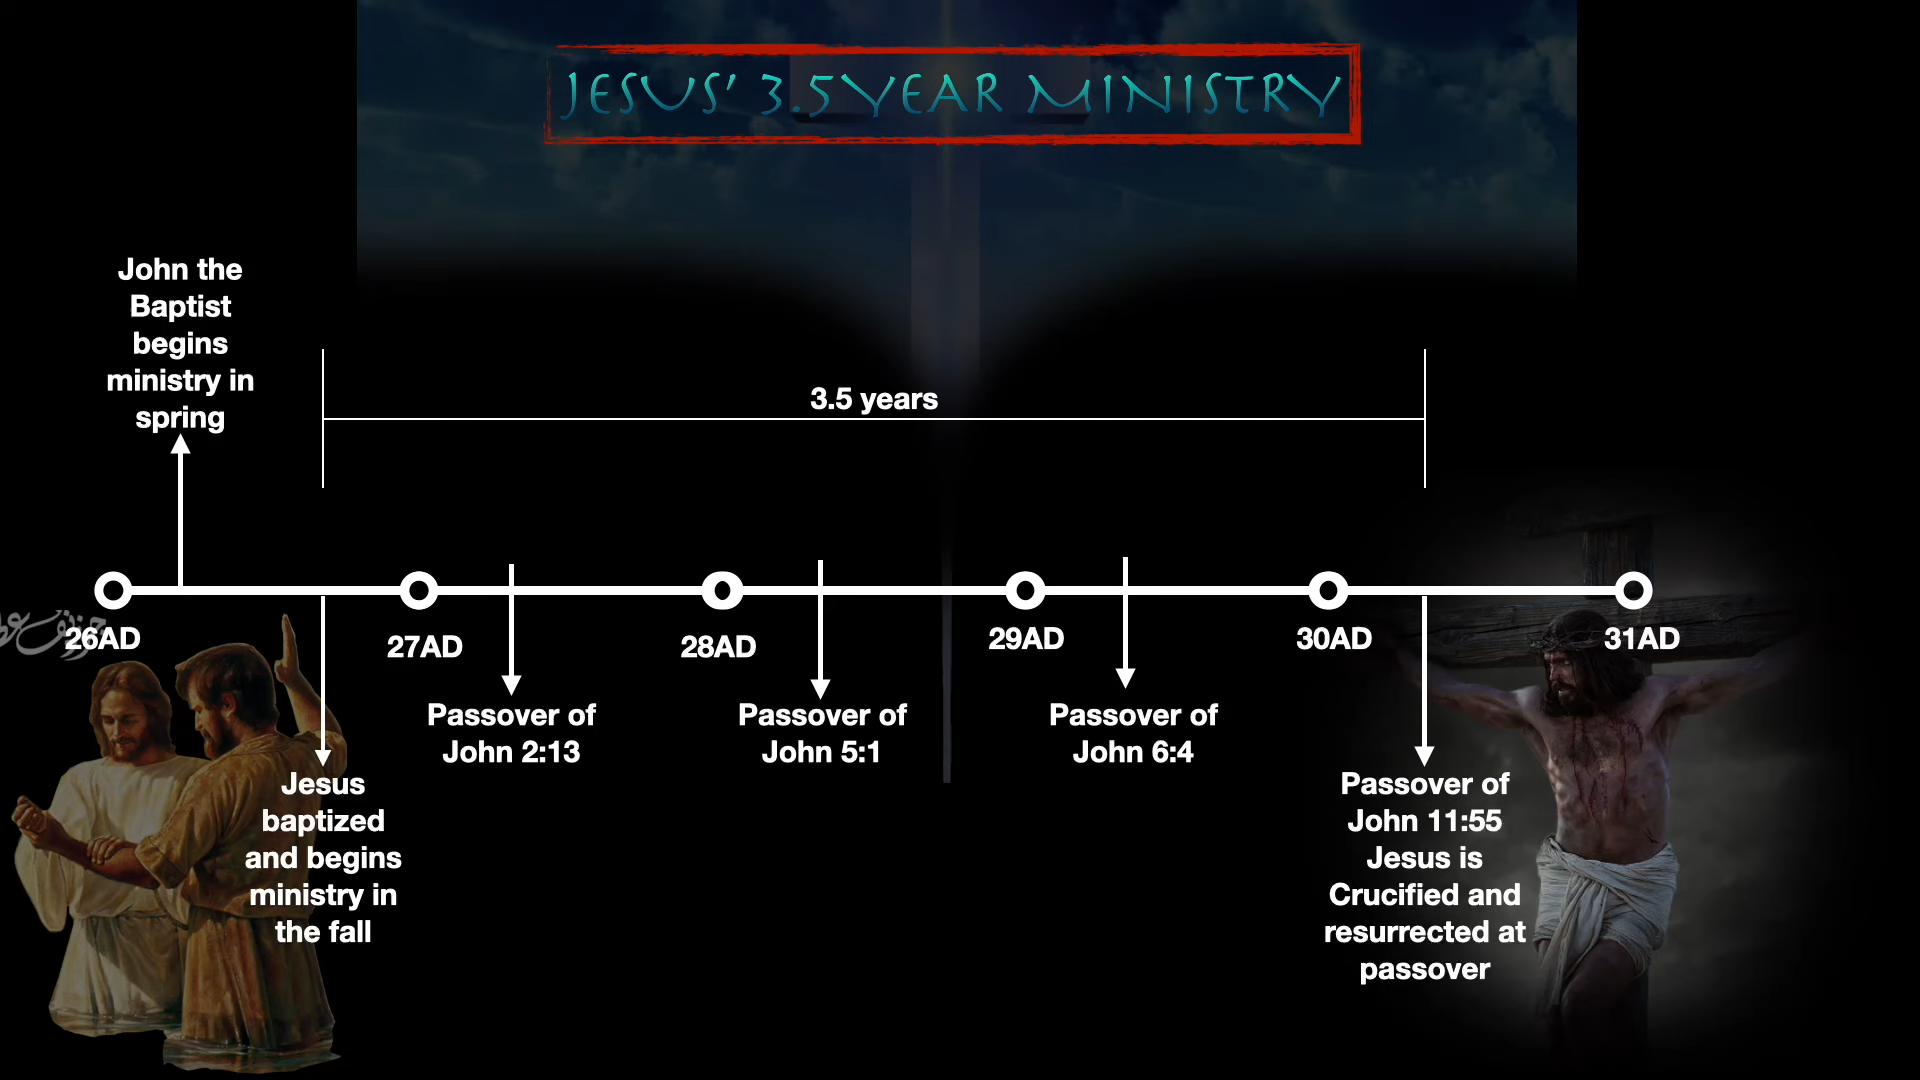 JESUS' 3.5 YEAR MINISTRY
John the
Baptist
begins
ministry in
spring
3.5 years
26AD
27AD
28AD
29AD
30AD
31AD
Passover of
John 2:13
Passover of
John 5:1
Passover of
John 6:4
Jesus
baptized
and begins
ministry in
the fall
Passover of
John 11:55
Jesus is
Crucified and
resurrected at
passover